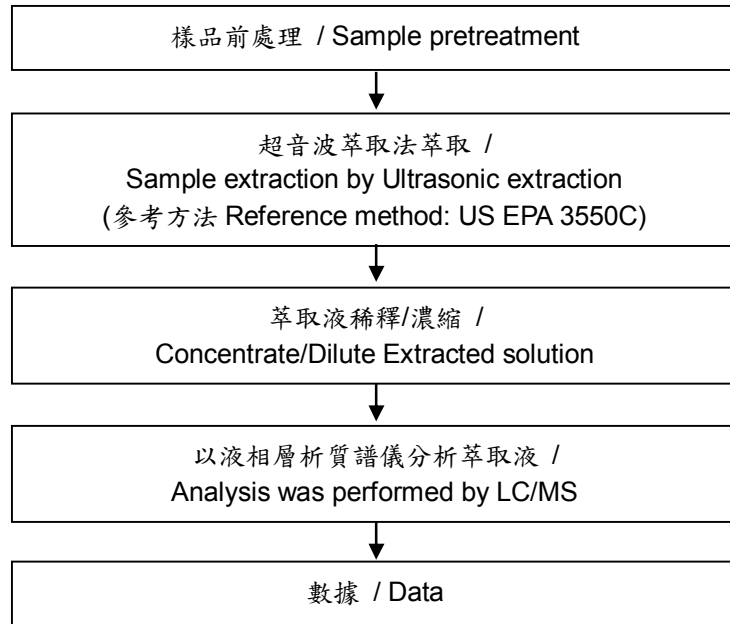 樣品前處理 / Sample pretreatment
超音波萃取法萃取 /
Sample extraction by Ultrasonic extraction
(參考方法 Reference method: US EPA 3550C)
萃取液稀釋/濃縮 /
Concentrate/Dilute Extracted solution
以液相層析質譜儀分析萃取液 /
Analysis was performed by LC/MS
數據 / Data